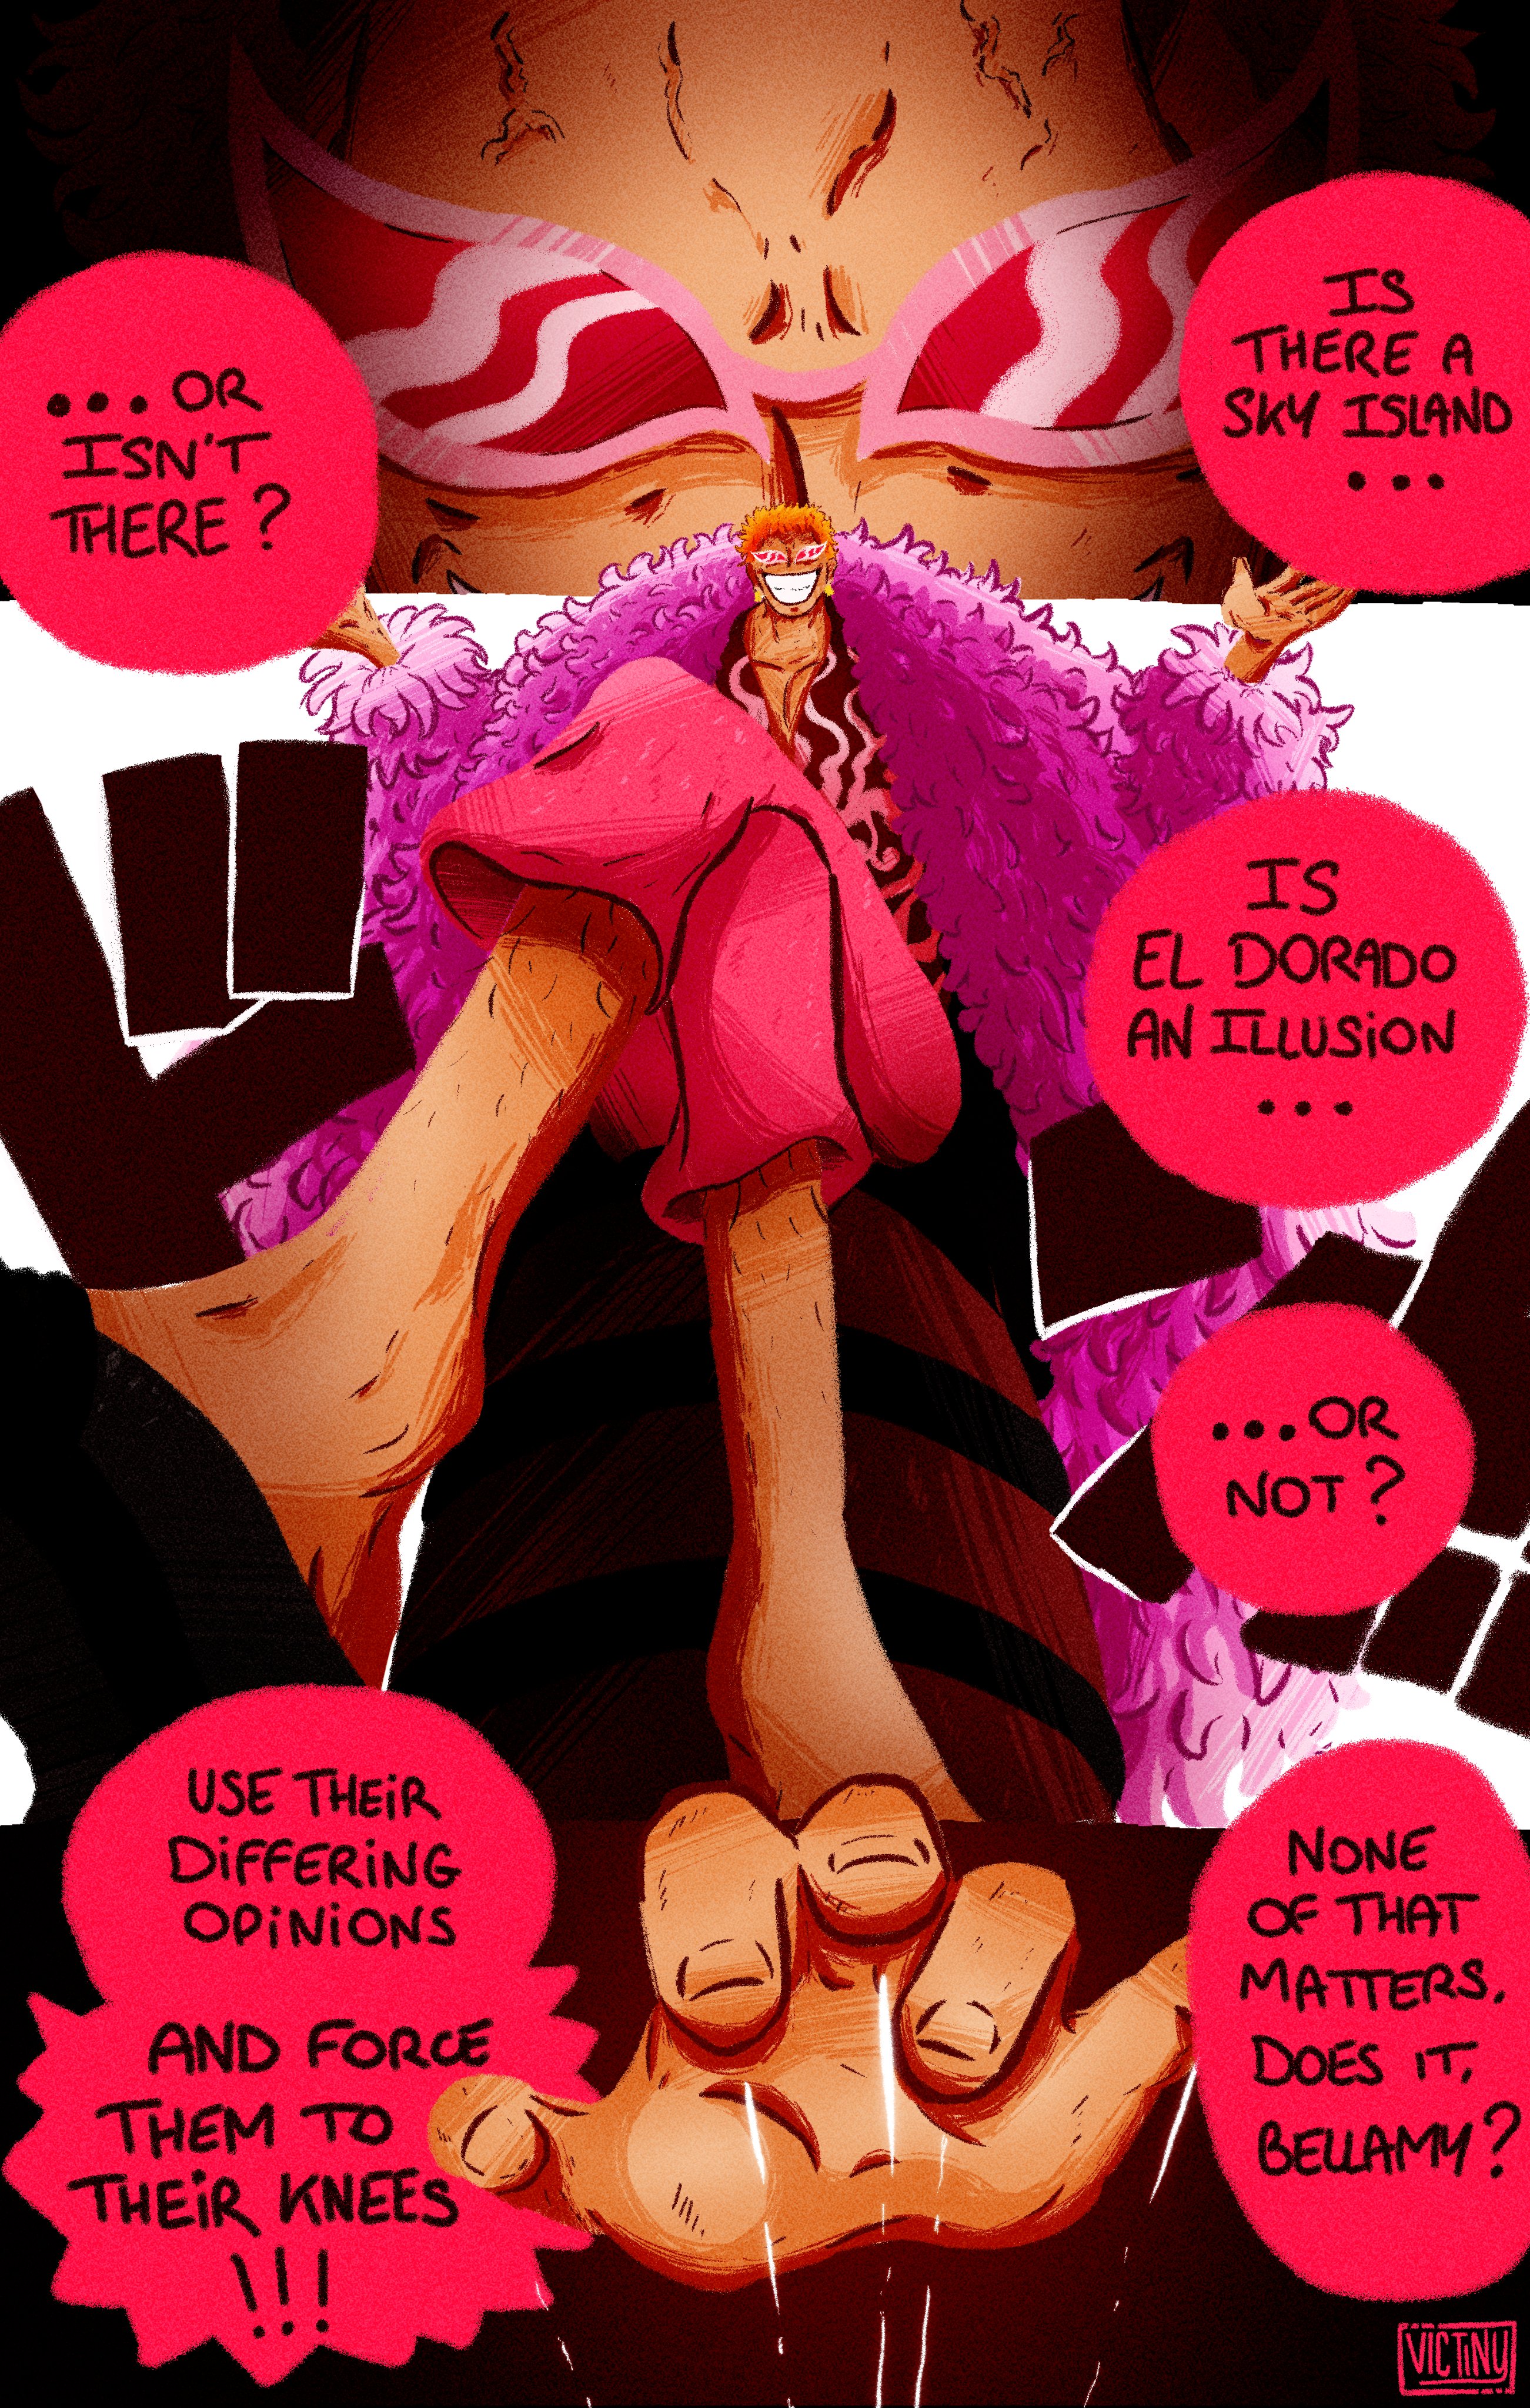 IS
THERE A
SKY ISLAND
...
...OR
ISN'T
THERE?
IS
EL DORADO
AN ILLUSION
...
...OR
NOT?
NONE
OF THAT
MATTERS.
DOES IT,
BELLAMY?
USE THEIR
DIFFERING
OPINIONS
AND FORCE
THEM TO
THEIR KNEES
!!!
VICTINY